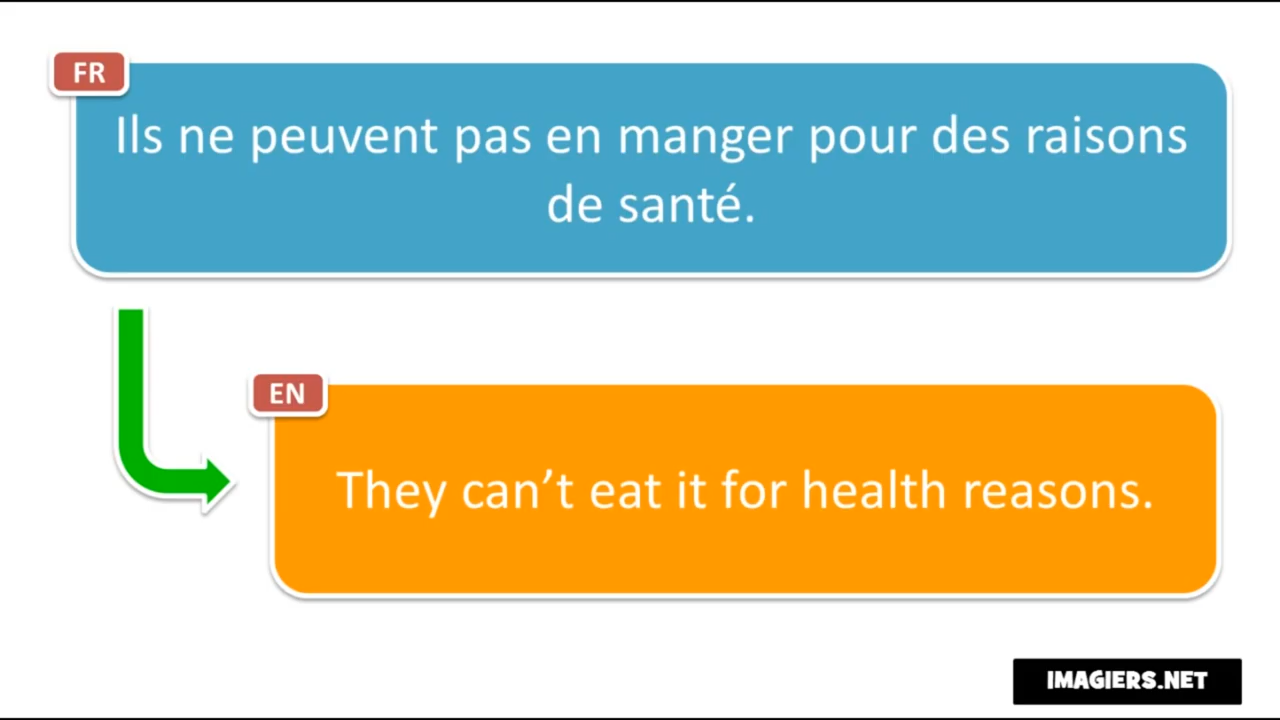 FR
Ils ne peuvent pas en manger pour des raisons
de santé.
EN
They can’t eat it for health reasons.
IMAGIERS.NET